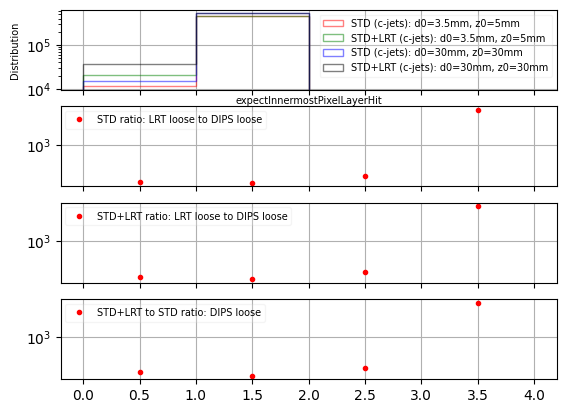 Distribution
10^5
10^4
STD (c-jets): d0=3.5mm, z0=5mm
STD+LRT (c-jets): d0=3.5mm, z0=5mm
STD (c-jets): d0=30mm, z0=30mm
STD+LRT (c-jets): d0=30mm, z0=30mm
expectInnermostPixelLayerHit
10^3
STD ratio: LRT loose to DIPS loose
10^3
STD+LRT ratio: LRT loose to DIPS loose
10^3
STD+LRT to STD ratio: DIPS loose
0.0 0.5 1.0 1.5 2.0 2.5 3.0 3.5 4.0